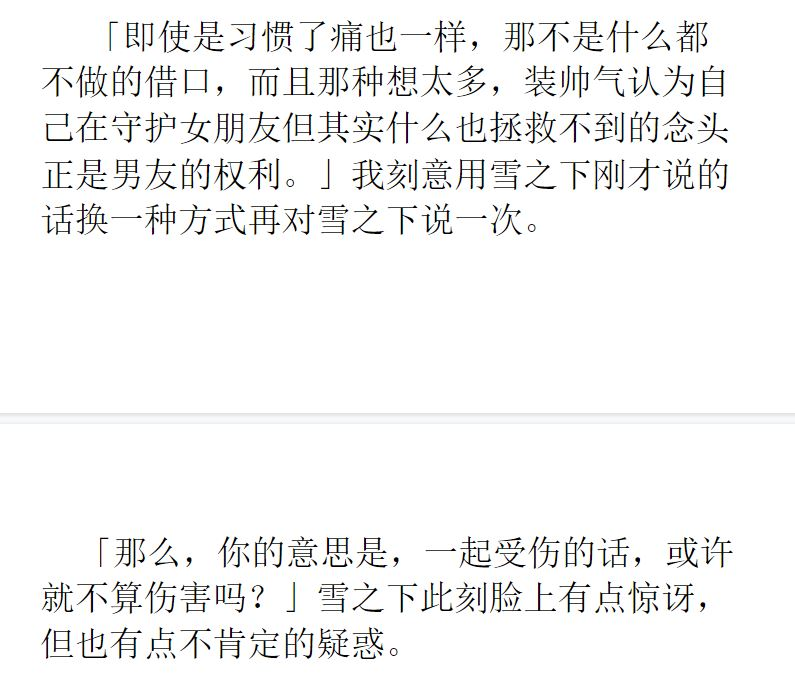 「即使是习惯了痛也一样，那不是什么都
不做的借口，而且那种想太多，装帅气认为自
己在守护女朋友但其实什么也拯救不到的念头
正是男友的权利。」我刻意用雪之下刚才说的
话换一种方式再对雪之下说一次。
「那么，你的意思是，一起受伤的话，或许
就不算伤害吗？」雪之下此刻脸上有点惊讶，
但也有点不肯定的疑惑。